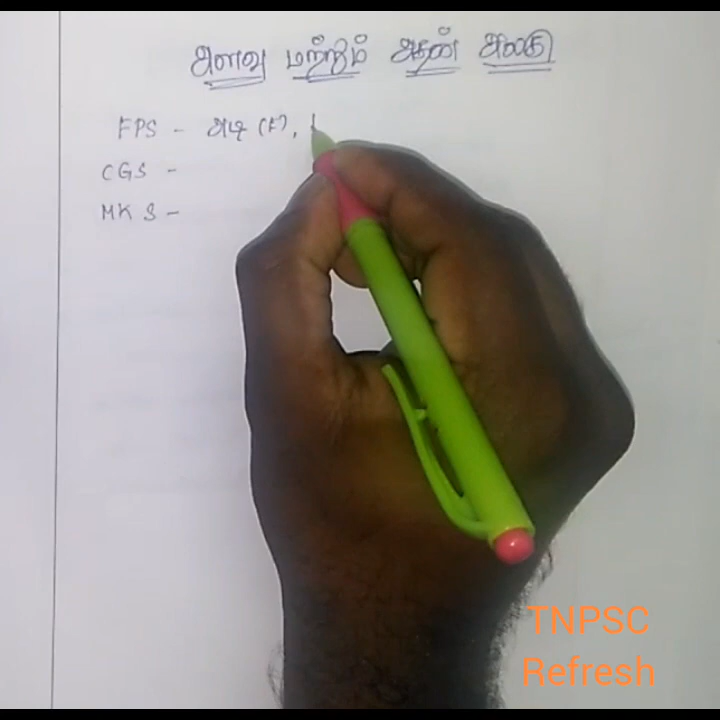 அளவு மற்றும் அதன் அலகு
FPS - அடி (F),
CGS -
MKS -
TNPSC
Refresh